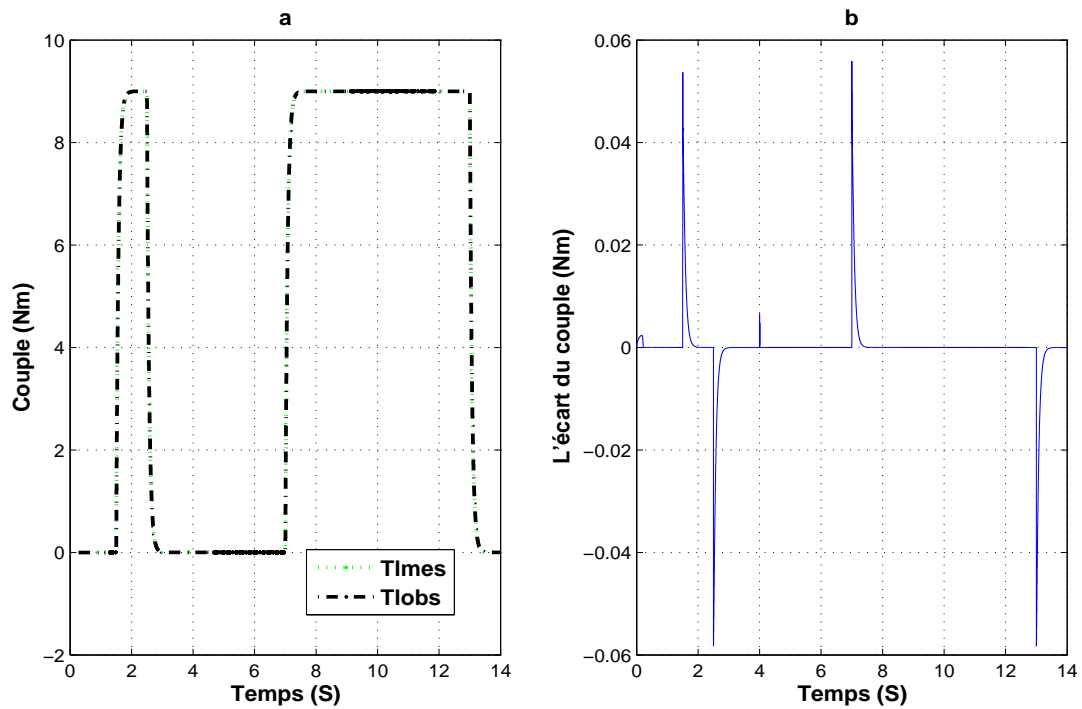 a
10
8
6
4
2
0
−2
0 2 4 6 8 10 12 14
Couple (Nm)
Temps (S)
Tlmes
Tlobs
b
0.06
0.04
0.02
0
−0.02
−0.04
−0.06
0 2 4 6 8 10 12 14
L'écart du couple (Nm)
Temps (S)